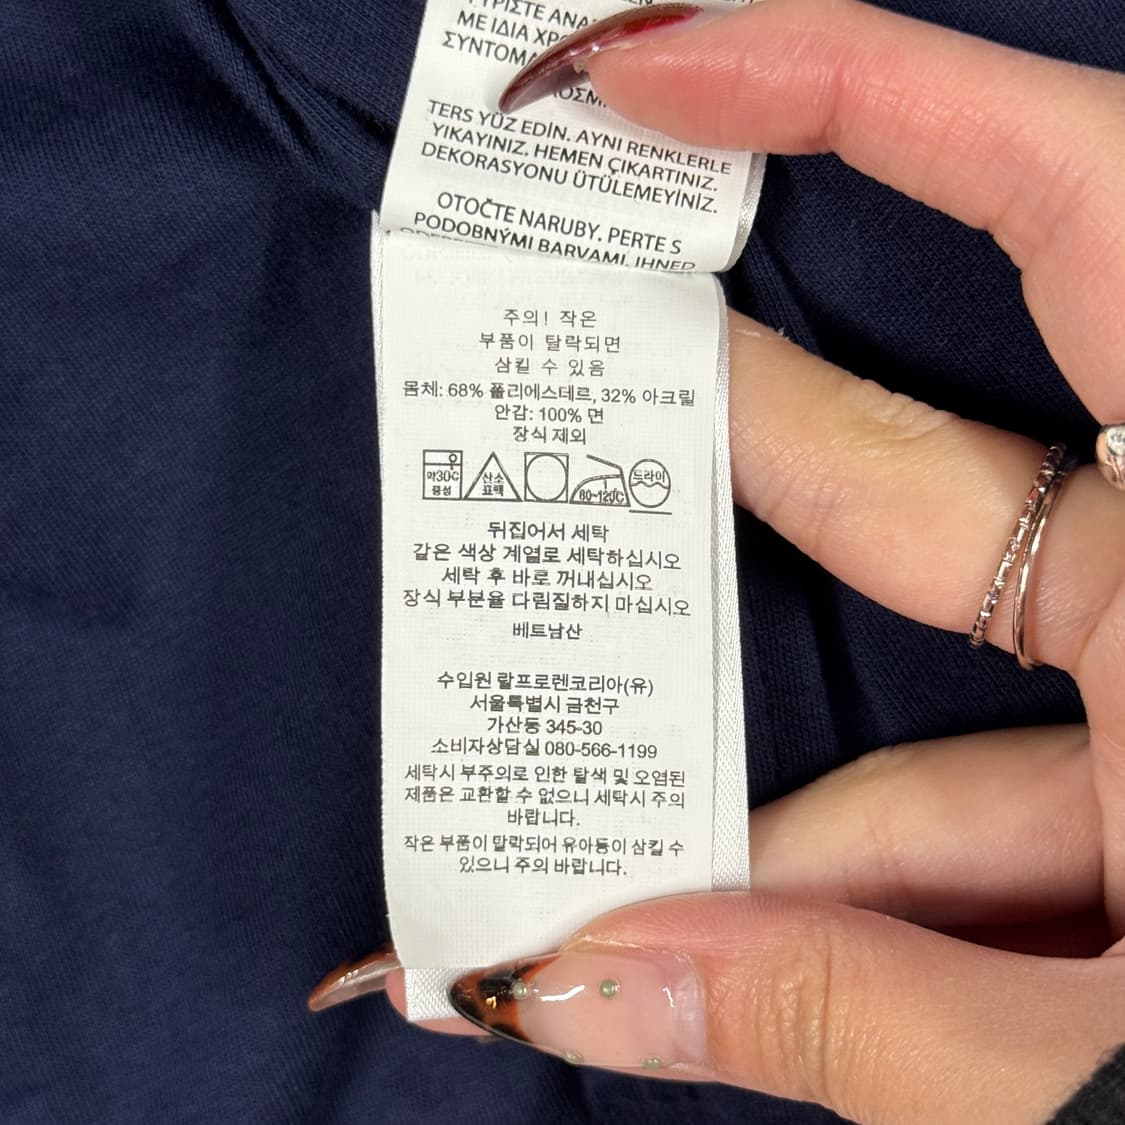 ΜΕ ΙΔΙΑ
TERS YÜZ EDİN. AYNI RENKLERLE
YIKAYINIZ. HEMEN ÇIKARTINIZ.
DEKORASYONU ÜTÜLEMEYİNİZ.
OTOČTE NARUBY. PERTE S
PODOBNÝMI BARVAMI. IHNED
주의! 작은
부품이 탈락되면
삼킬 수 있음
몸체: 68% 폴리에스테르, 32% 아크릴
안감: 100% 면
장식 제외
약30C 중성 산소 표백 80~120C 드라이
뒤집어서 세탁
같은 색상 계열로 세탁하십시오
세탁 후 바로 꺼내십시오
장식 부분을 다림질하지 마십시오
베트남산
수입원 랄프로렌코리아(유)
서울특별시 금천구
가산동 345-30
소비자상담실 080-566-1199
세탁시 부주의로 인한 탈색 및 오염된
제품은 교환할 수 없으니 세탁시 주의
바랍니다.
작은 부품이 탈락되어 유아등이 삼킬 수
있으니 주의 바랍니다.